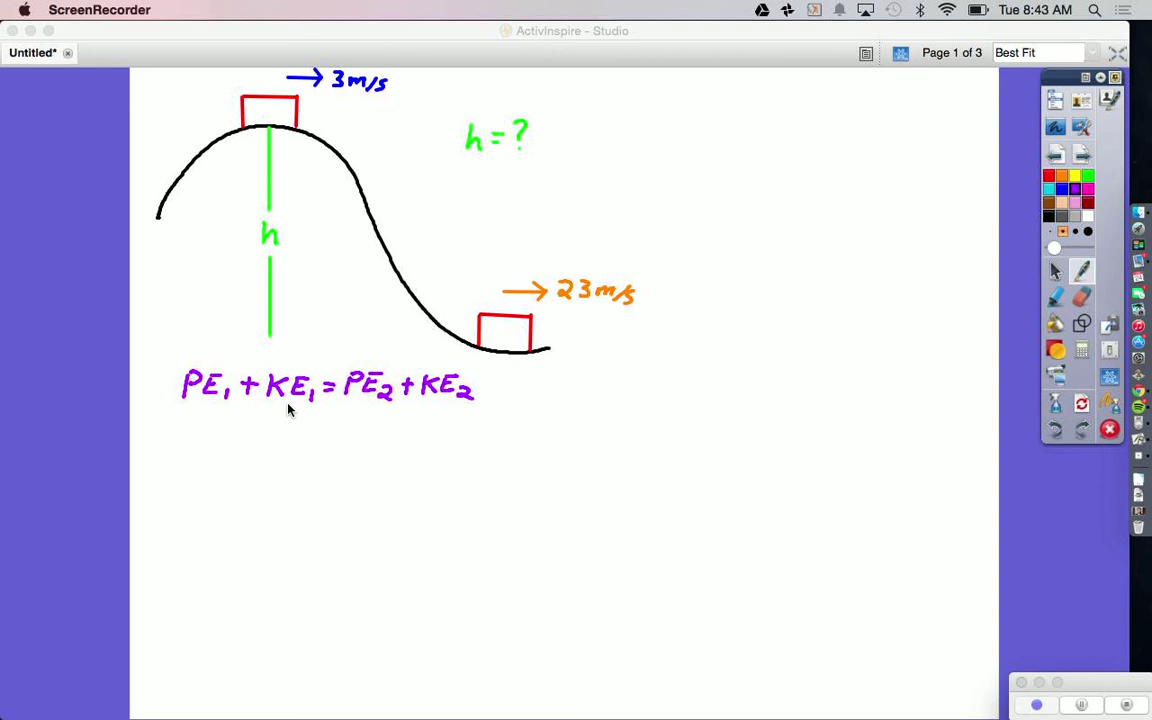 ScreenRecorder
Tue 8:43 AM
ActivInspire - Studio
Untitled*
Page 1 of 3
Best Fit
→ 3m/s
h = ?
h
→ 23m/s
PE₁ + KE₁ = PE₂ + KE₂